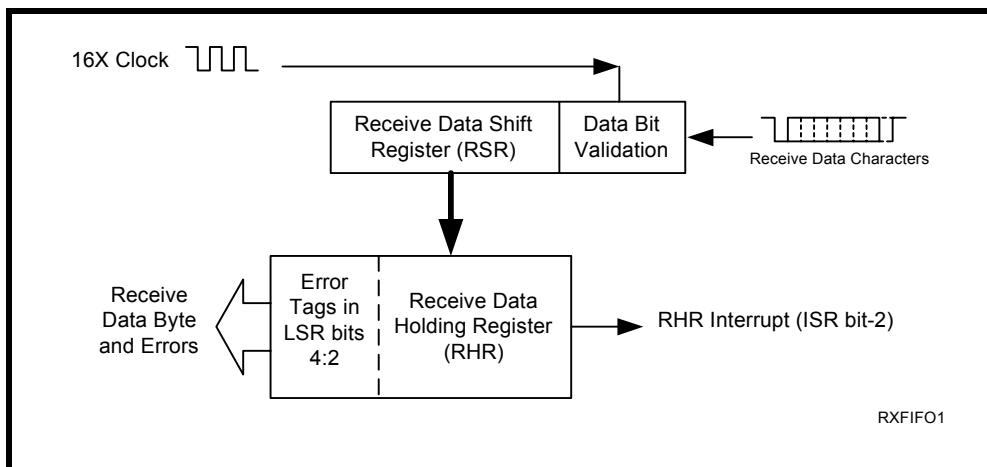 16X Clock
Receive Data Shift
Register (RSR)
Data Bit
Validation
Receive Data Characters
Receive
Data Byte
and Errors
Error
Tags in
LSR bits
4:2
Receive Data
Holding Register
(RHR)
RHR Interrupt (ISR bit-2)
RXFIFO1